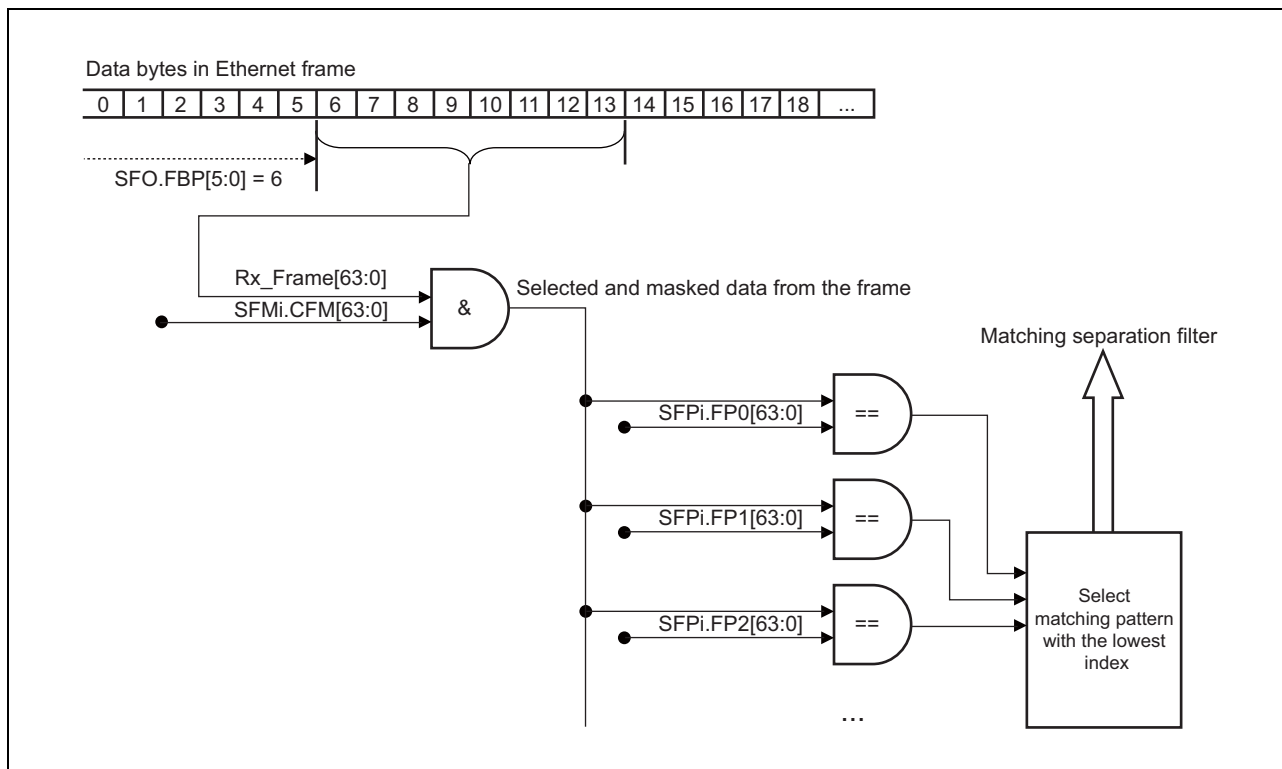 Data bytes in Ethernet frame
0 1 2 3 4 5 6 7 8 9 10 11 12 13 14 15 16 17 18 ...
SFO.FBP[5:0] = 6
Rx_Frame[63:0]
SFMi.CFM[63:0]
&
Selected and masked data from the frame
Matching separation filter
SFPi.FP0[63:0]
==
SFPi.FP1[63:0]
==
SFPi.FP2[63:0]
==
Select
matching pattern
with the lowest
index
...